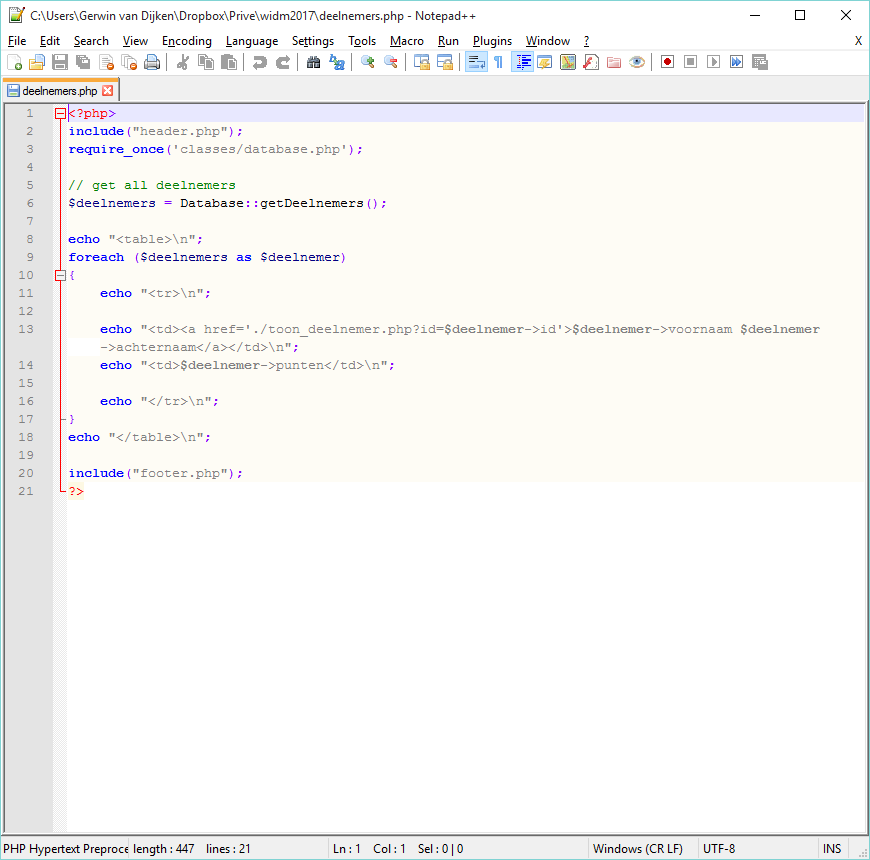 C:\Users\Gerwin van Dijken\Dropbox\Prive\widm2017\deelnemers.php - Notepad++
File Edit Search View Encoding Language Settings Tools Macro Run Plugins Window ? X
deelnemers.php
1 <?php
2 include("header.php");
3 require_once('classes/database.php');
4
5 // get all deelnemers
6 $deelnemers = Database::getDeelnemers();
7
8 echo "<table>\n";
9 foreach ($deelnemers as $deelnemer)
10 {
11 echo "<tr>\n";
12
13 echo "<td><a href='./toon_deelnemer.php?id=$deelnemer->id'>$deelnemer->voornaam $deelnemer
->achternaam</a></td>\n";
14 echo "<td>$deelnemer->punten</td>\n";
15
16 echo "</tr>\n";
17 }
18 echo "</table>\n";
19
20 include("footer.php");
21 ?>
PHP Hypertext Preproce length : 447 lines : 21 Ln : 1 Col : 1 Sel : 0 | 0 Windows (CR LF) UTF-8 INS